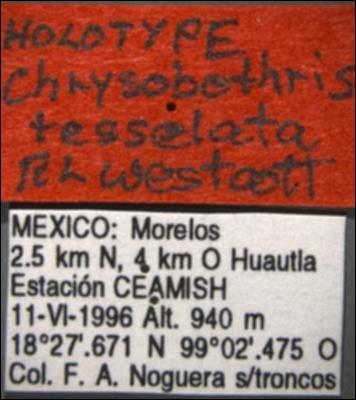 HOLOTYPE
Chrysobothris
tesselata
RL Westcott
MEXICO: Morelos
2.5 km N, 4 km O Huautla
Estación CEAMISH
11-VI-1996 Alt. 940 m
18°27'.671 N 99°02'.475 O
Col. F. A. Noguera s/troncos